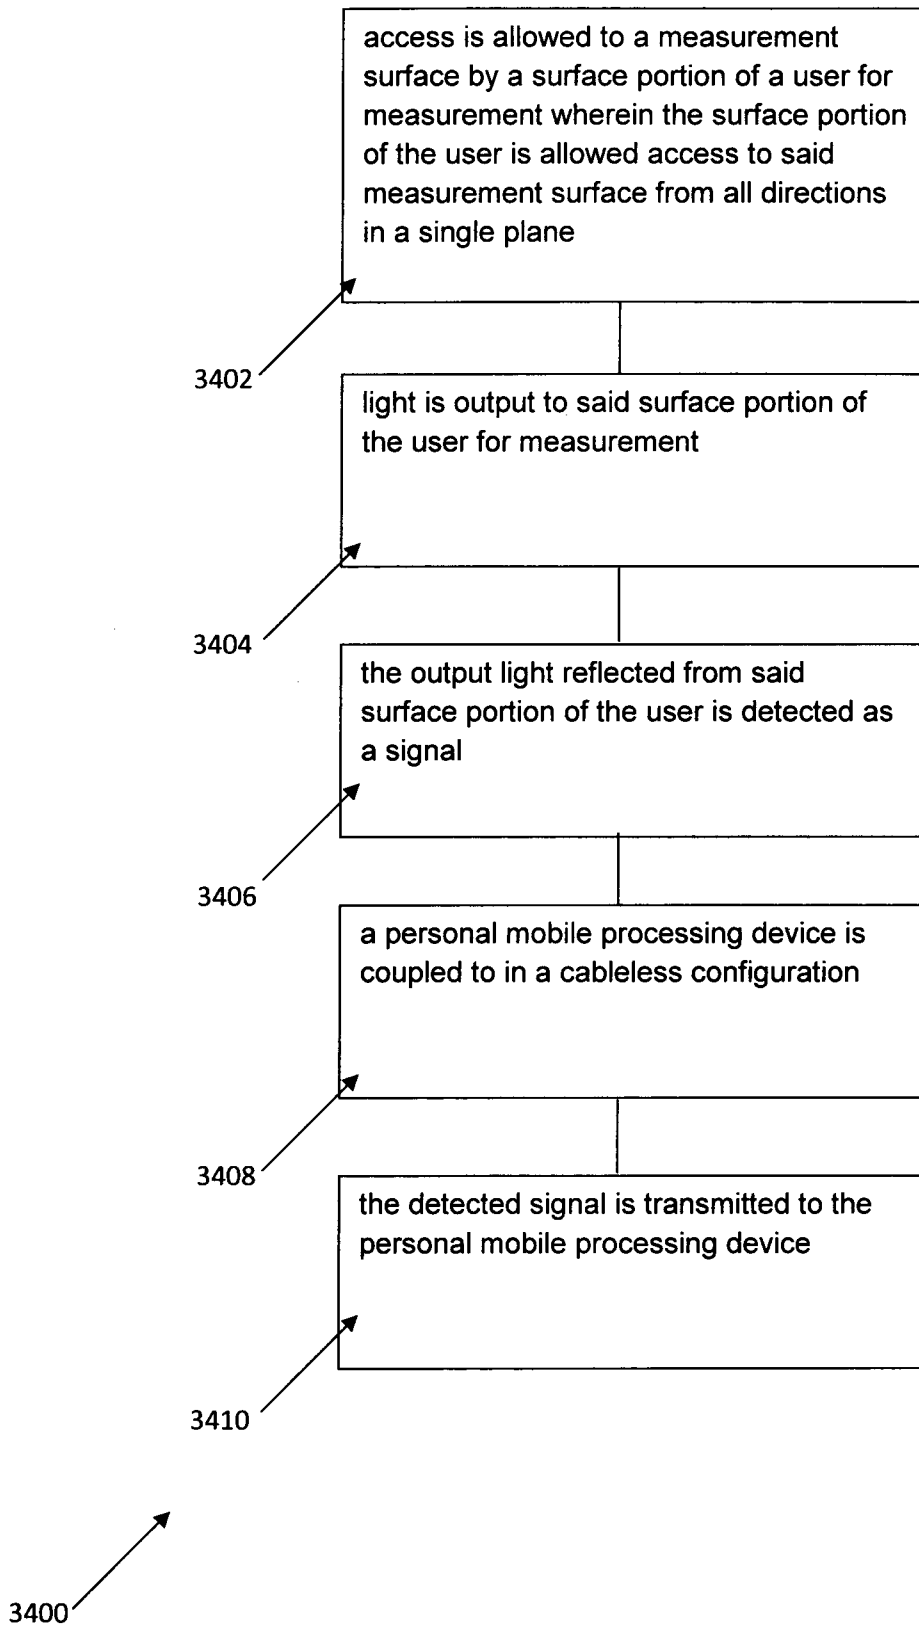 access is allowed to a measurement
surface by a surface portion of a user for
measurement wherein the surface portion
of the user is allowed access to said
measurement surface from all directions
in a single plane
3402
light is output to said surface portion of
the user for measurement
3404
the output light reflected from said
surface portion of the user is detected as
a signal
3406
a personal mobile processing device is
coupled to in a cableless configuration
3408
the detected signal is transmitted to the
personal mobile processing device
3410
3400